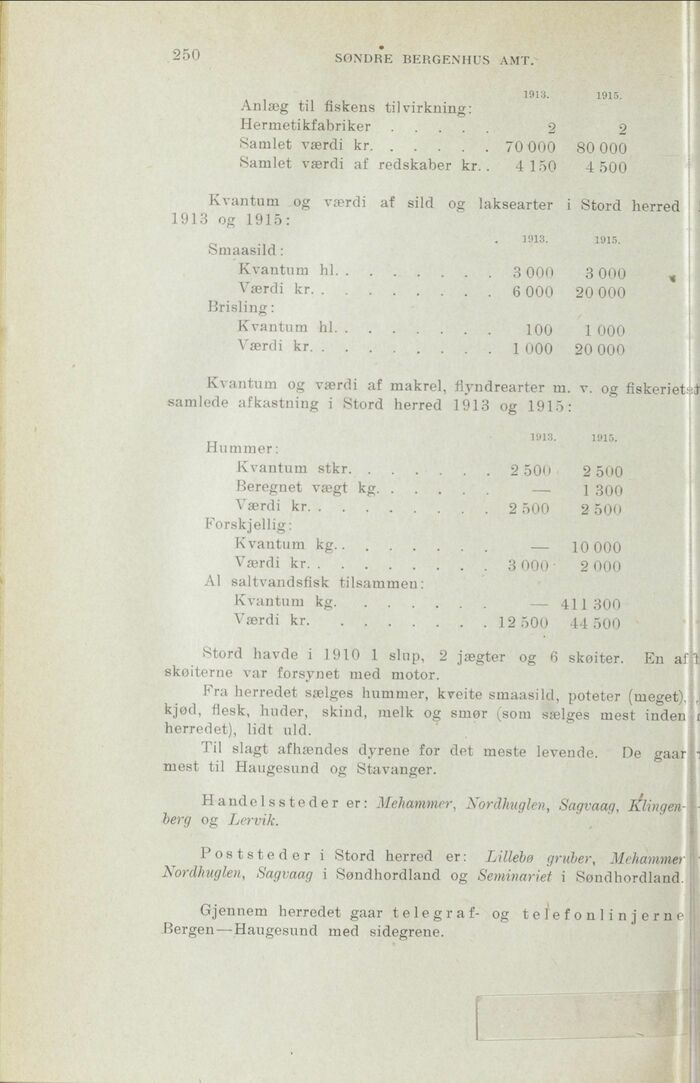 250
SØNDRE BERGENHUS AMT.
1913. 1915.
Anlæg til fiskens tilvirkning:
Hermetikfabriker . . . . . 2 2
Samlet værdi kr. . . . . . 70 000 80 000
Samlet værdi af redskaber kr. . 4 150 4 500
Kvantum og værdi af sild og laksearter i Stord herred
1913 og 1915:
1913. 1915.
Smaasild:
Kvantum hl. . . . . . . . 3 000 3 000
Værdi kr. . . . . . . . . 6 000 20 000
Brisling:
Kvantum hl. . . . . . . . 100 1 000
Værdi kr. . . . . . . . . 1 000 20 000
Kvantum og værdi af makrel, flyndrearter m. v. og fiskeriets
samlede afkastning i Stord herred 1913 og 1915:
1913. 1915.
Hummer:
Kvantum stkr. . . . . . . 2 500 2 500
Beregnet vægt kg. . . . . . — 1 300
Værdi kr. . . . . . . . . 2 500 2 500
Forskjellig:
Kvantum kg. . . . . . . . — 10 000
Værdi kr. . . . . . . . . 3 000 2 000
Al saltvandsfisk tilsammen:
Kvantum kg. . . . . . . — 411 300
Værdi kr. . . . . . . . 12 500 44 500
Stord havde i 1910 1 slup, 2 jægter og 6 skøiter. En af
skøiterne var forsynet med motor.
Fra herredet sælges hummer, kveite smaasild, poteter (meget),
kjød, flesk, huder, skind, melk og smør (som sælges mest inden
herredet), lidt uld.
Til slagt afhændes dyrene for det meste levende. De gaar
mest til Haugesund og Stavanger.
Handelssteder er: Mehammer, Nordhuglen, Sagvaag, Klingen-
berg og Lervik.
Poststeder i Stord herred er: Lillebø gruber, Mehammer
Nordhuglen, Sagvaag i Søndhordland og Seminariet i Søndhordland.
Gjennem herredet gaar telegraf- og telefonlinjerne
Bergen—Haugesund med sidegrene.